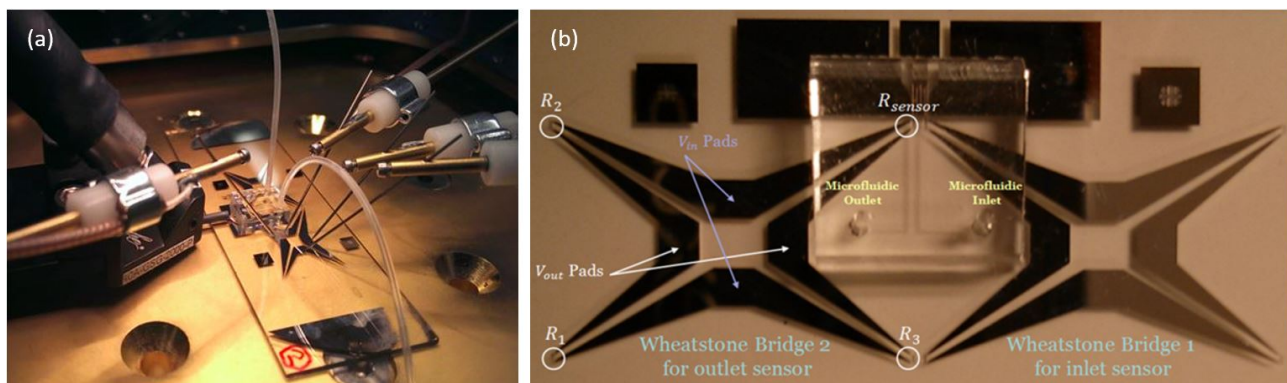 (a)
(b)
R2
Rsensor
Vin Pads
Microfluidic
Outlet
Microfluidic
Inlet
Vout Pads
R1
R3
Wheatstone Bridge 2
for outlet sensor
Wheatstone Bridge 1
for inlet sensor